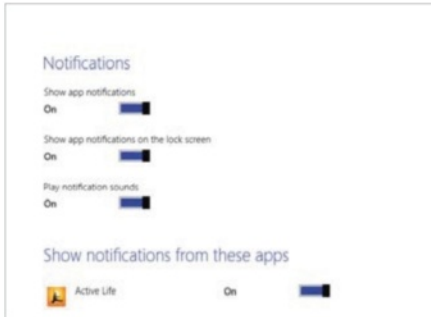 Notifications
Show app notifications
On
Show app notifications on the lock screen
On
Play notification sounds
On
Show notifications from these apps
Active Life On